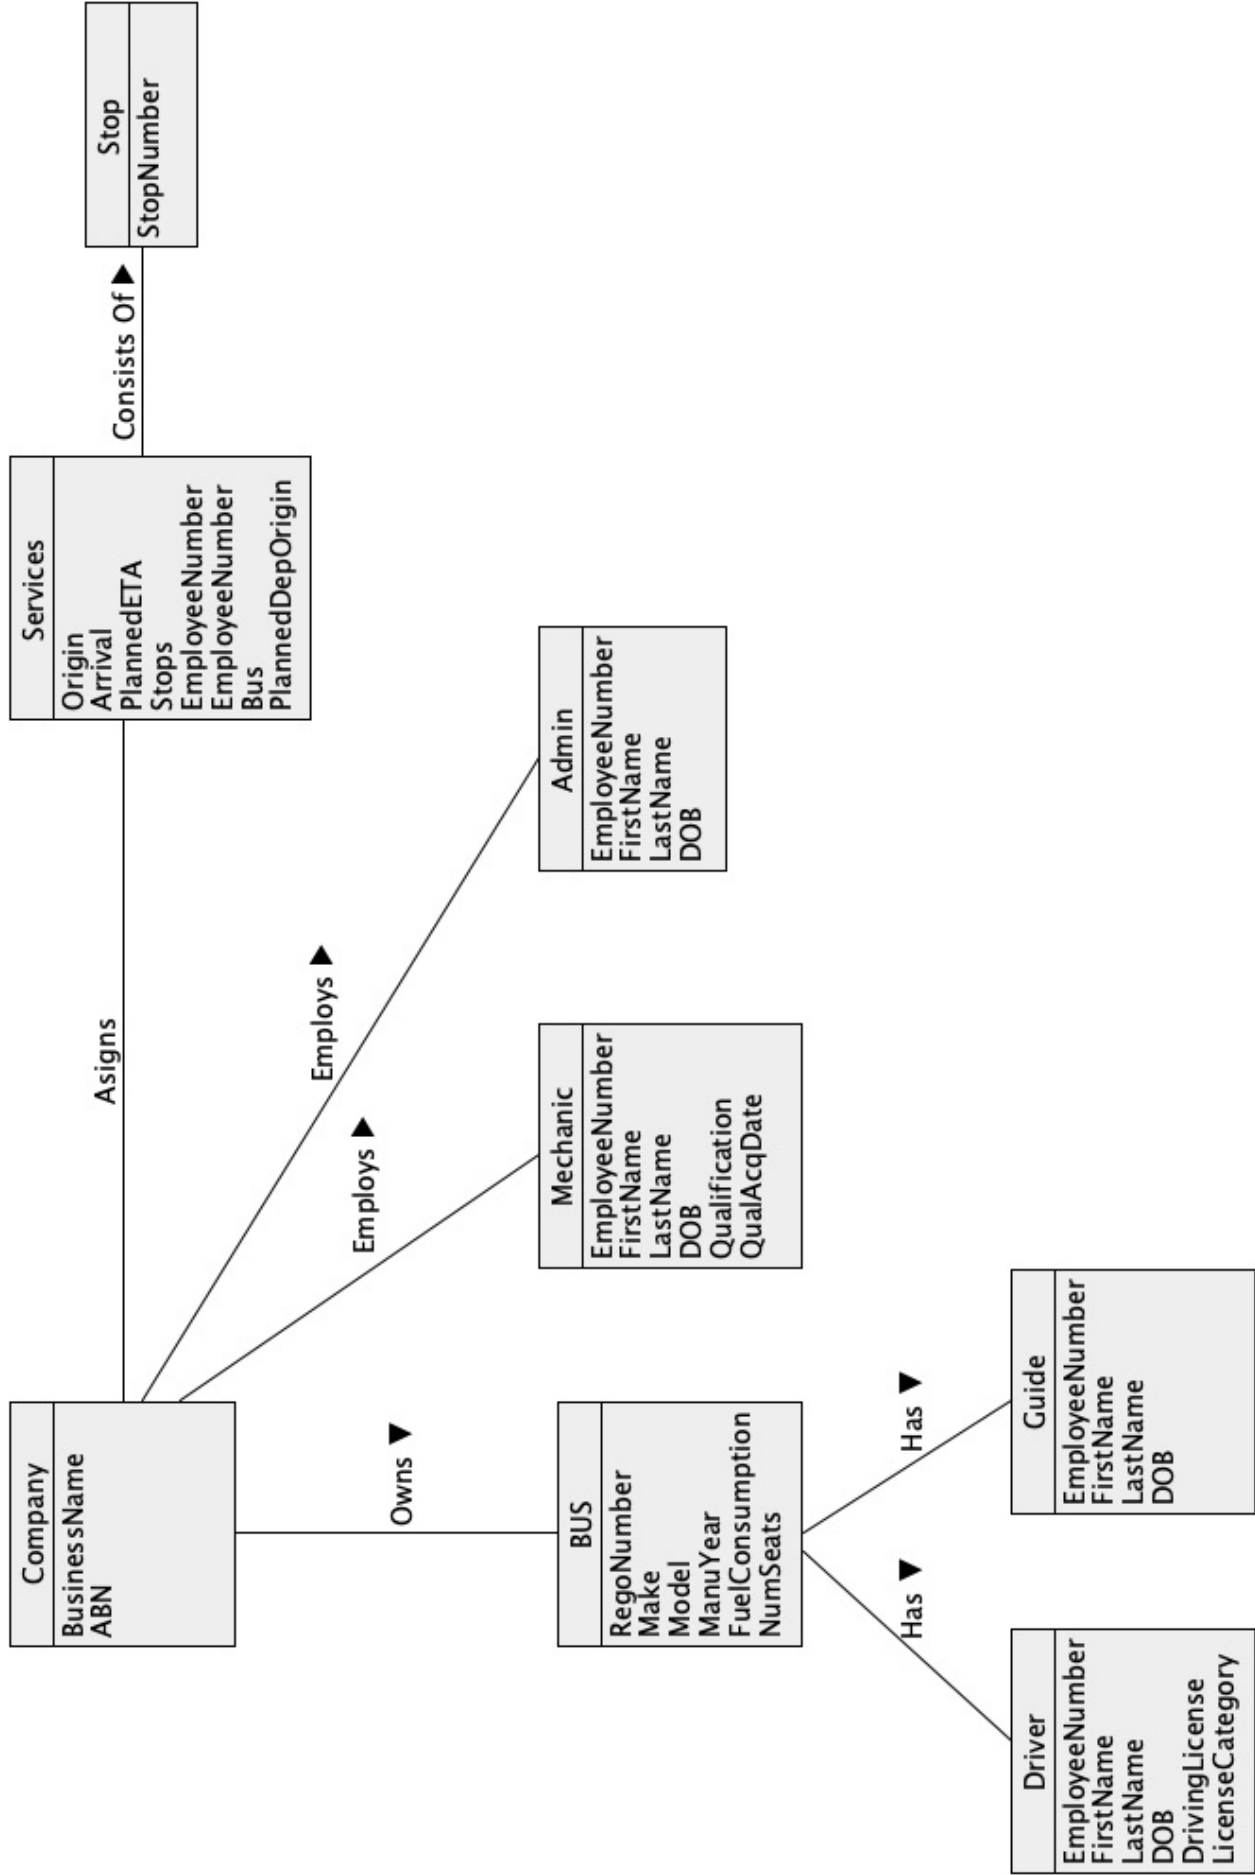 Company
BusinessName
ABN
Asigns
Services
Origin
Arrival
PlannedETA
Stops
EmployeeNumber
EmployeeNumber
Bus
PlannedDepOrigin
Consists Of ▶
Stop
StopNumber
Owns ▼
Employs ▶
Employs ▶
BUS
RegoNumber
Make
Model
ManuYear
FuelConsumption
NumSeats
Mechanic
EmployeeNumber
FirstName
LastName
DOB
Qualification
QualAcqDate
Admin
EmployeeNumber
FirstName
LastName
DOB
Has ▼
Has ▼
Driver
EmployeeNumber
FirstName
LastName
DOB
DrivingLicense
LicenseCategory
Guide
EmployeeNumber
FirstName
LastName
DOB